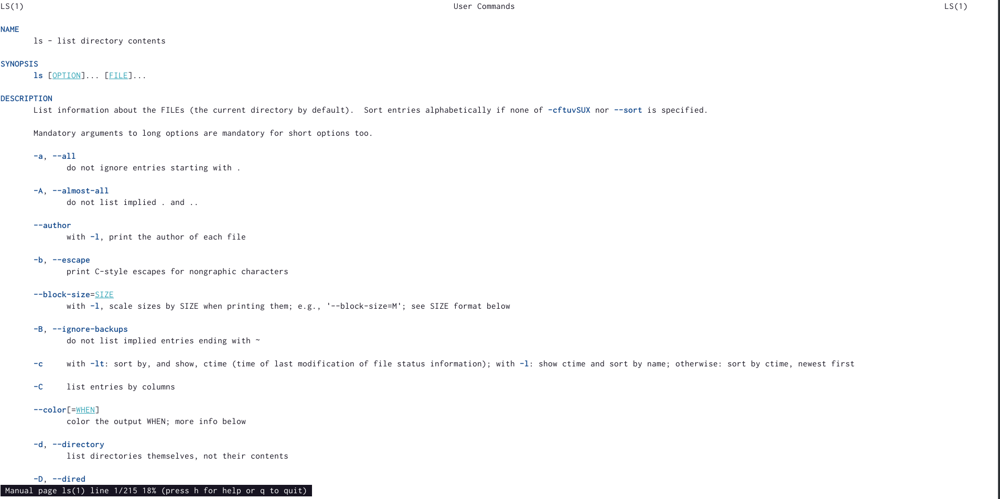 LS(1) User Commands LS(1)
NAME
ls - list directory contents
SYNOPSIS
ls [OPTION]... [FILE]...
DESCRIPTION
List information about the FILEs (the current directory by default).  Sort entries alphabetically if none of -cftuvSUX nor --sort is specified.
Mandatory arguments to long options are mandatory for short options too.
-a, --all
do not ignore entries starting with .
-A, --almost-all
do not list implied . and ..
--author
with -l, print the author of each file
-b, --escape
print C-style escapes for nongraphic characters
--block-size=SIZE
with -l, scale sizes by SIZE when printing them; e.g., '--block-size=M'; see SIZE format below
-B, --ignore-backups
do not list implied entries ending with ~
-c with -lt: sort by, and show, ctime (time of last modification of file status information); with -l: show ctime and sort by name; otherwise: sort by ctime, newest first
-C list entries by columns
--color[=WHEN]
color the output WHEN; more info below
-d, --directory
list directories themselves, not their contents
-D, --dired
Manual page ls(1) line 1/215 18% (press h for help or q to quit)